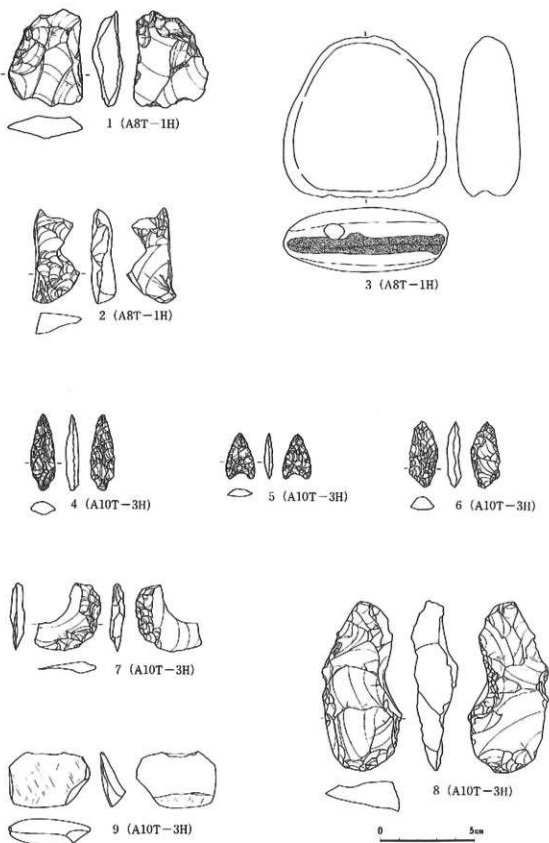 1 (A8T-1H)
2 (A8T-1H)
3 (A8T-1H)
4 (A10T-3H)
5 (A10T-3H)
6 (A10T-3H)
7 (A10T-3H)
8 (A10T-3H)
9 (A10T-3H)
0 5cm